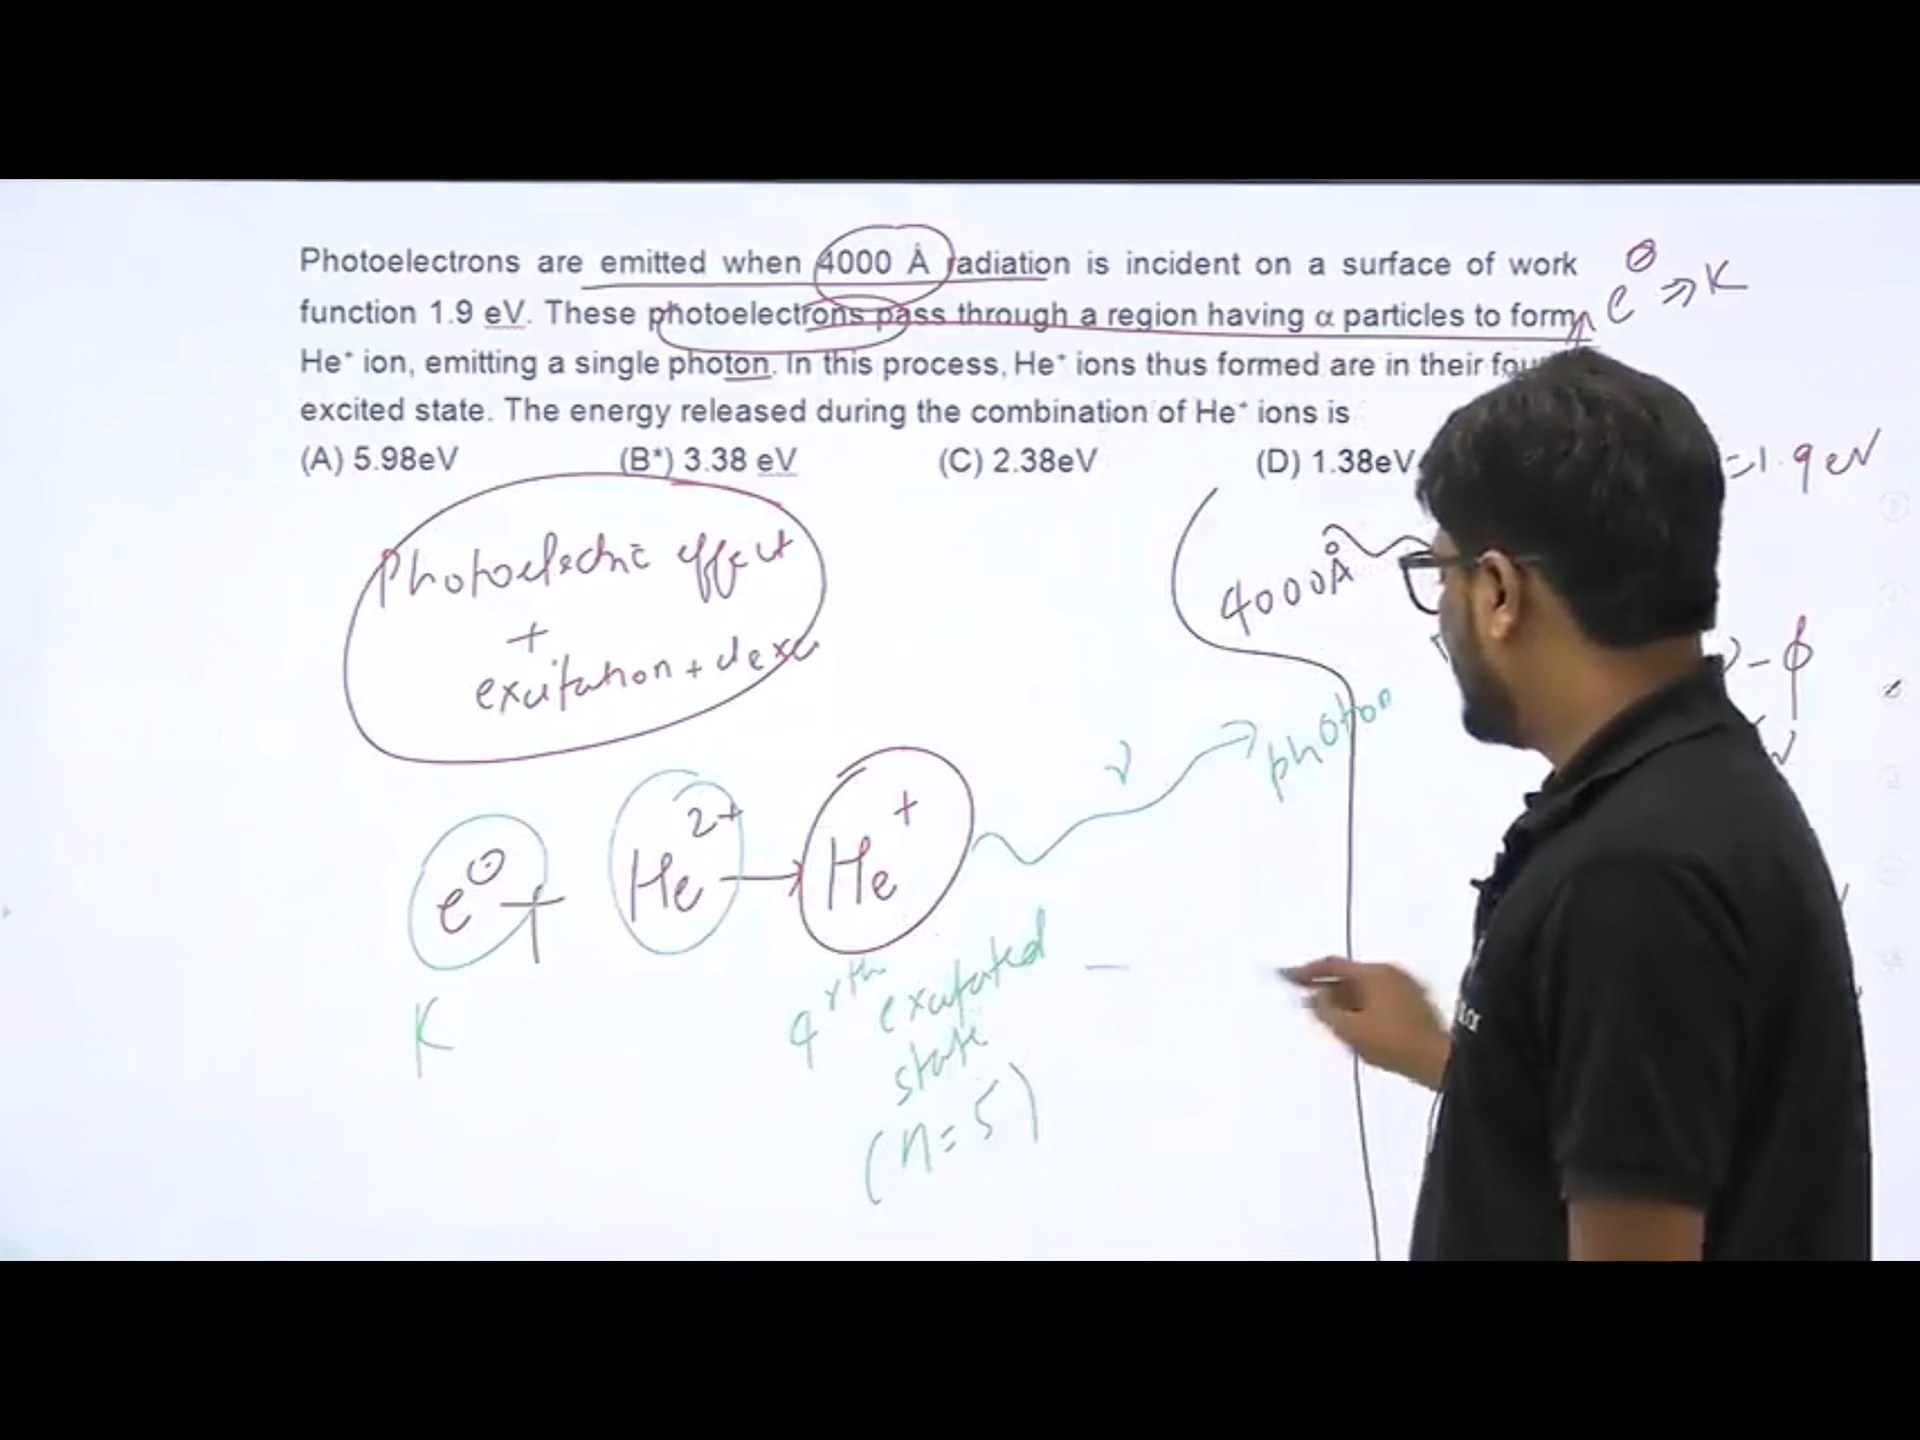 Photoelectrons are emitted when 4000 Å radiation is incident on a surface of work
function 1.9 eV. These photoelectrons pass through a region having α particles to form
He⁺ ion, emitting a single photon. In this process, He⁺ ions thus formed are in their
excited state. The energy released during the combination of He⁺ ions is
(A) 5.98eV (B*) 3.38 eV (C) 2.38eV (D) 1.38eV
e⊖ ⇒ K
=1.9 eV
Photoelectric effect
+
excitation + dexc
4000Å
- ϕ
ν
photon
e⊖ + He²⁺ → He⁺
K
4rth
excitated
state
(n=5)